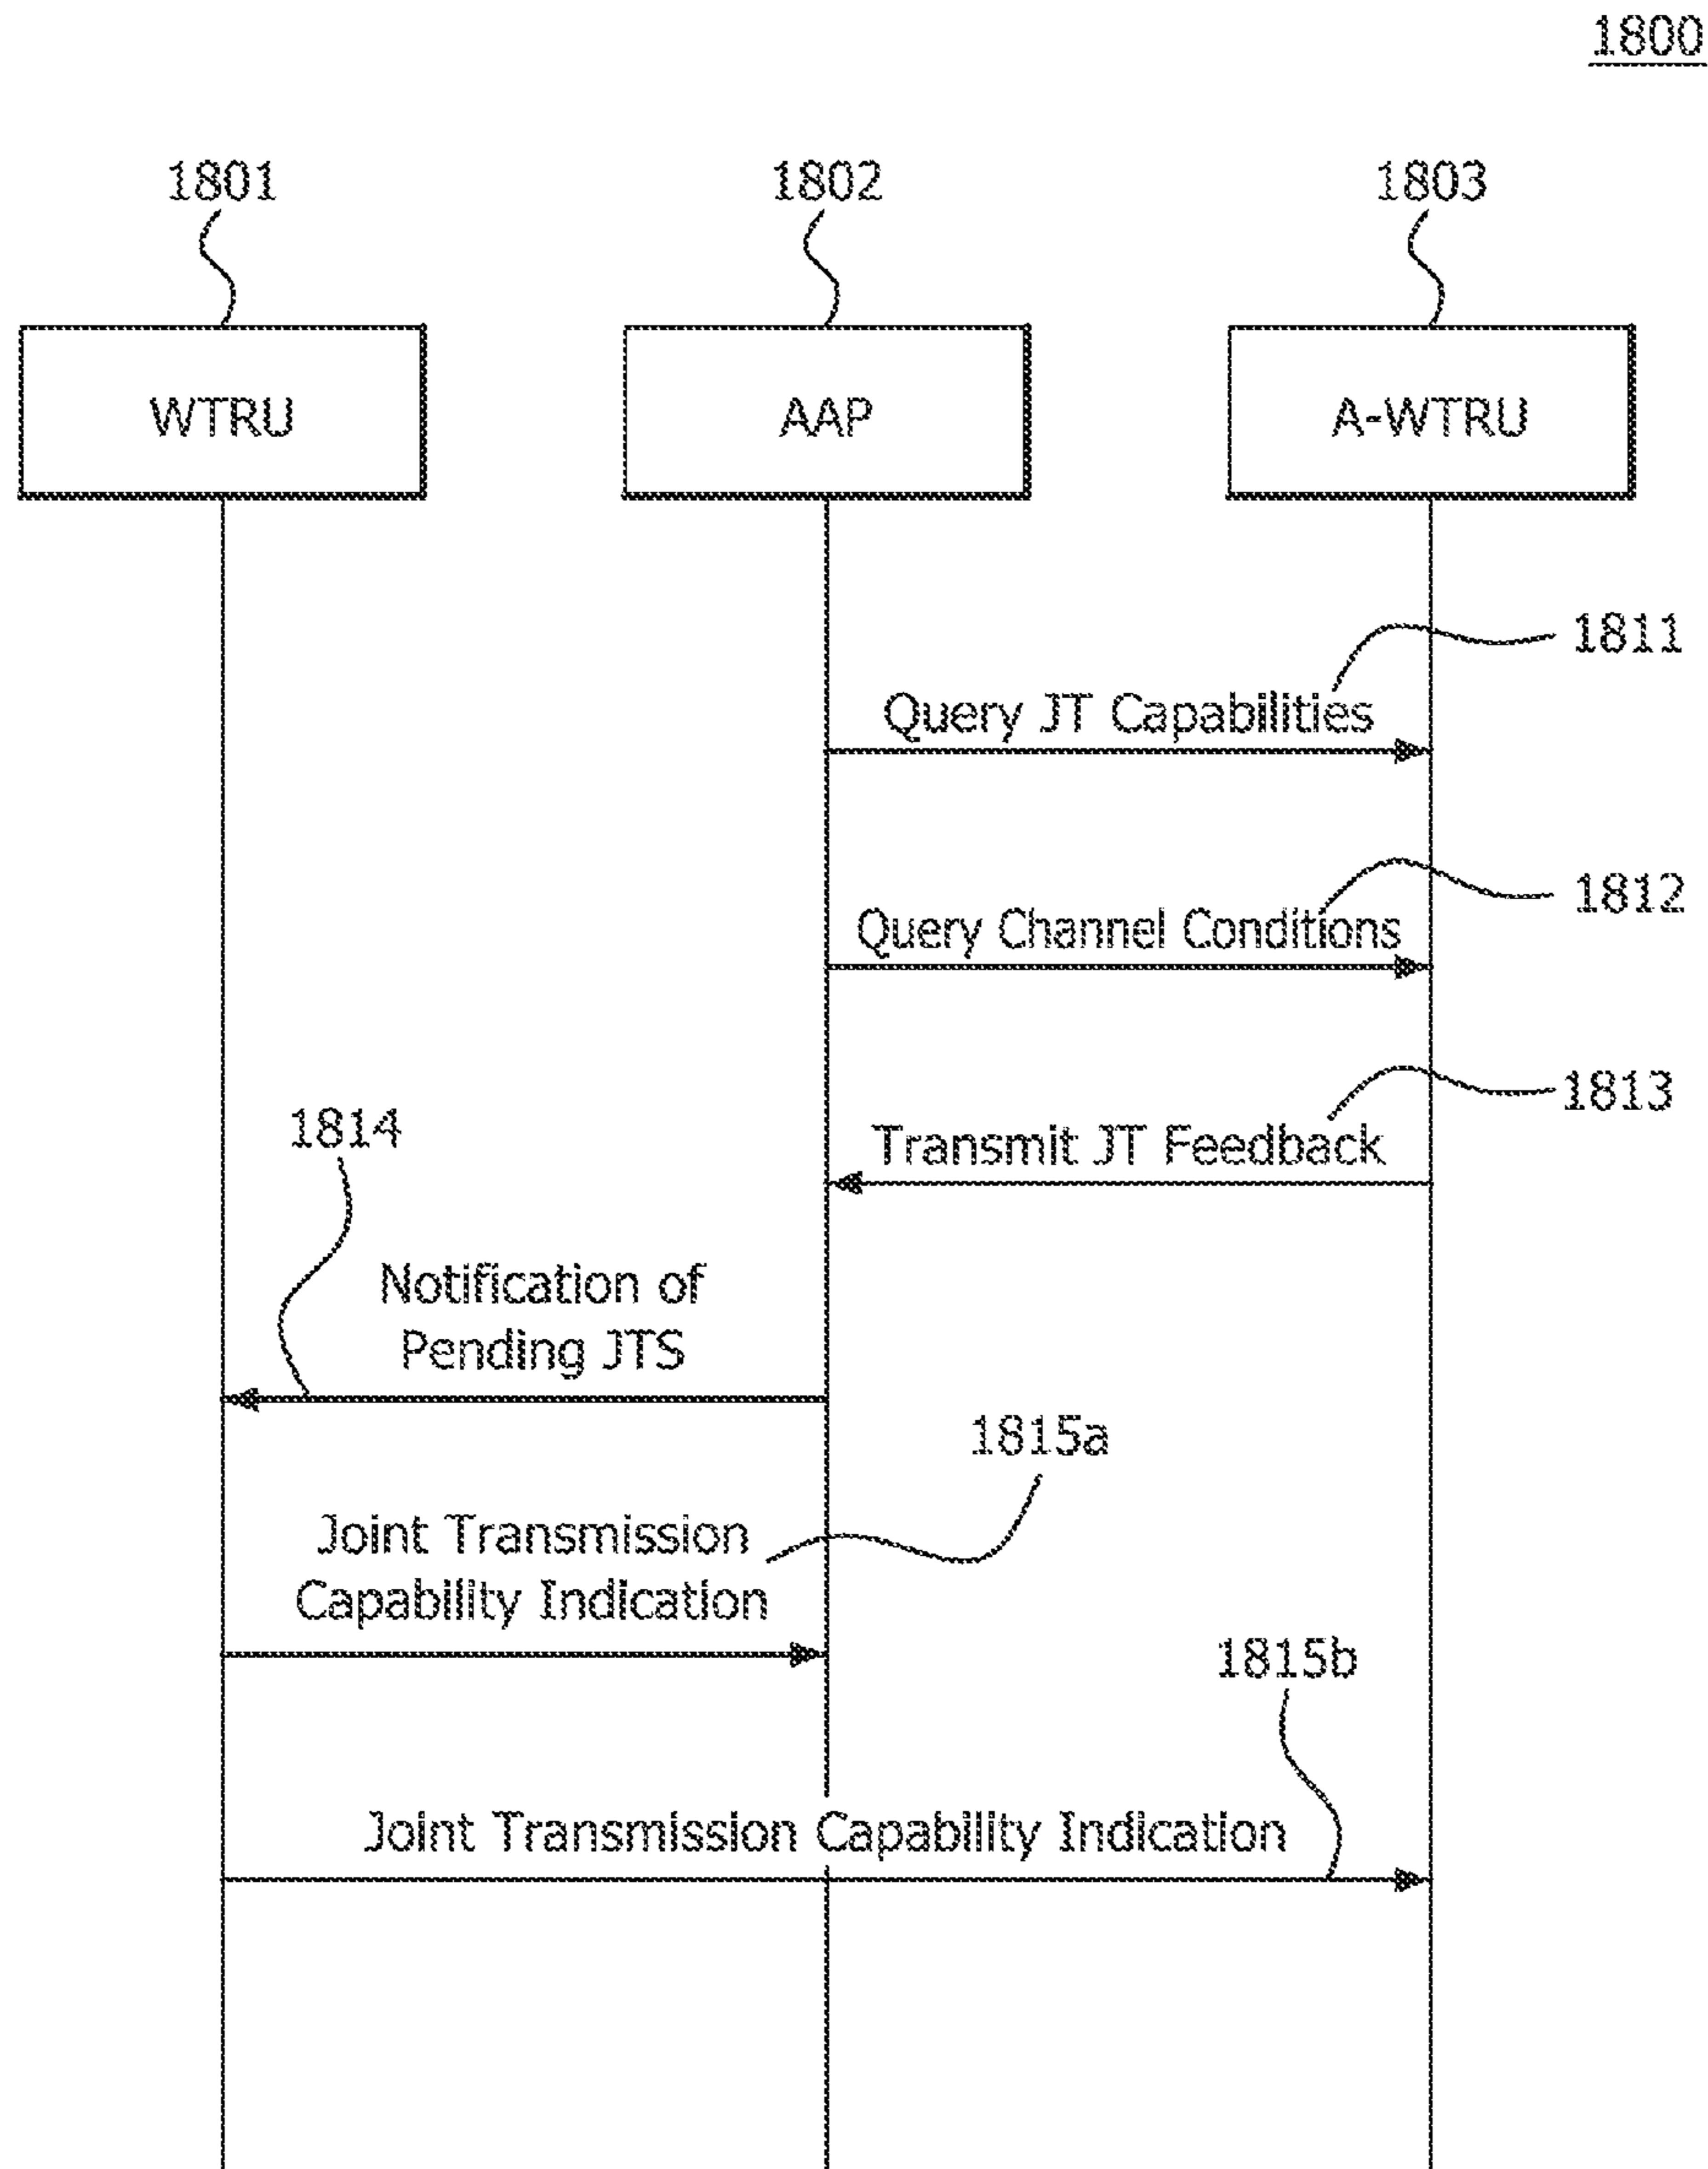 1800
1801
1802
1803
WTRU
AAP
A-WTRU
1811
Query JT Capabilities
1812
Query Channel Conditions
1813
Transmit JT Feedback
1814
Notification of
Pending JTS
1815a
Joint Transmission
Capability Indication
1815b
Joint Transmission Capability Indication